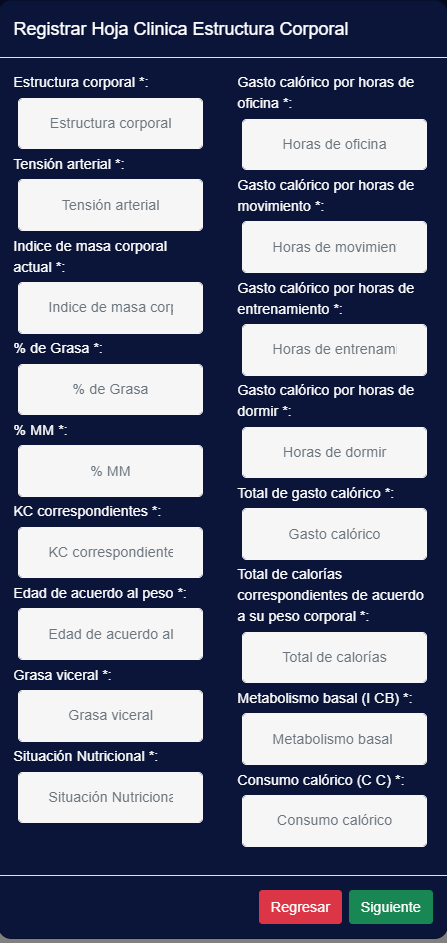 Registrar Hoja Clinica Estructura Corporal
Estructura corporal *:
Estructura corporal
Tensión arterial *:
Tensión arterial
Indice de masa corporal
actual *:
Indice de masa corp
% de Grasa *:
% de Grasa
% MM *:
% MM
KC correspondientes *:
KC correspondiente
Edad de acuerdo al peso *:
Edad de acuerdo al
Grasa viceral *:
Grasa viceral
Situación Nutricional *:
Situación Nutriciona
Gasto calórico por horas de
oficina *:
Horas de oficina
Gasto calórico por horas de
movimiento *:
Horas de movimien
Gasto calórico por horas de
entrenamiento *:
Horas de entrenami
Gasto calórico por horas de
dormir *:
Horas de dormir
Total de gasto calórico *:
Gasto calórico
Total de calorías
correspondientes de acuerdo
a su peso corporal *:
Total de calorías
Metabolismo basal (I CB) *:
Metabolismo basal
Consumo calórico (C C) *:
Consumo calórico
Regresar
Siguiente